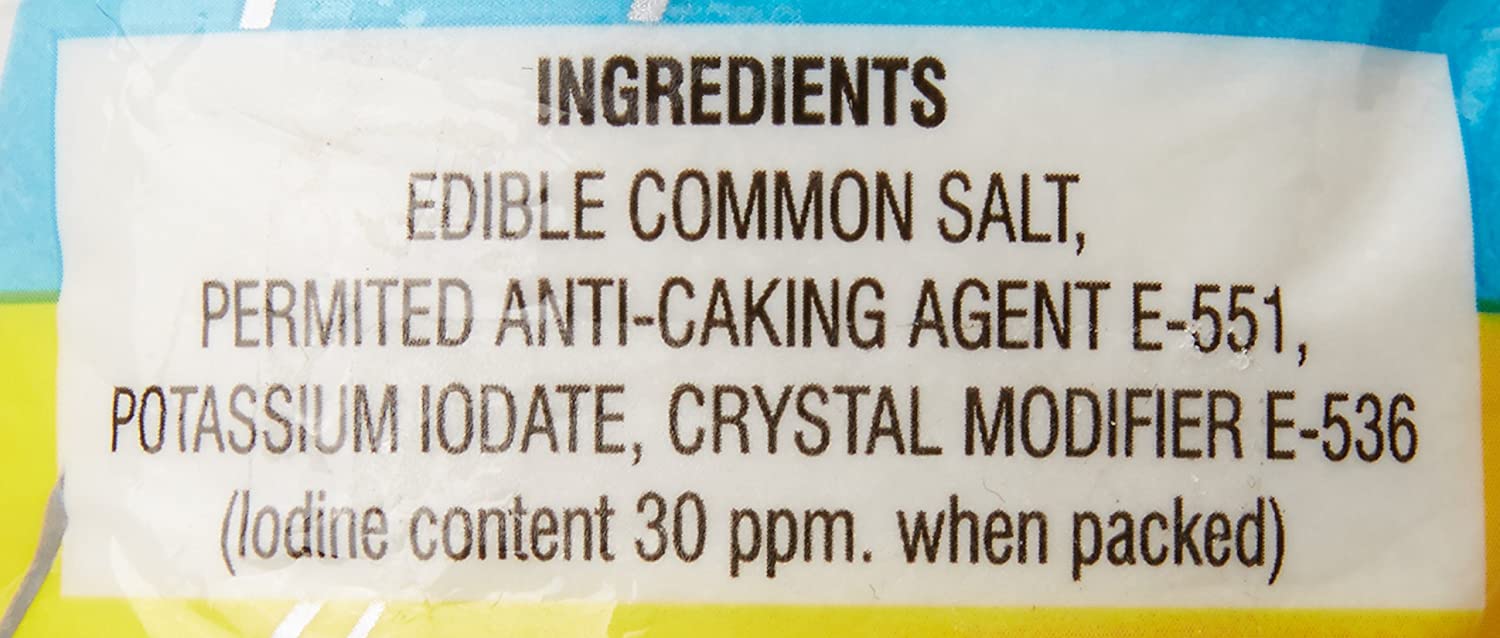 INGREDIENTS
EDIBLE COMMON SALT,
PERMITED ANTI-CAKING AGENT E-551,
POTASSIUM IODATE, CRYSTAL MODIFIER E-536
(Iodine content 30 ppm. when packed)